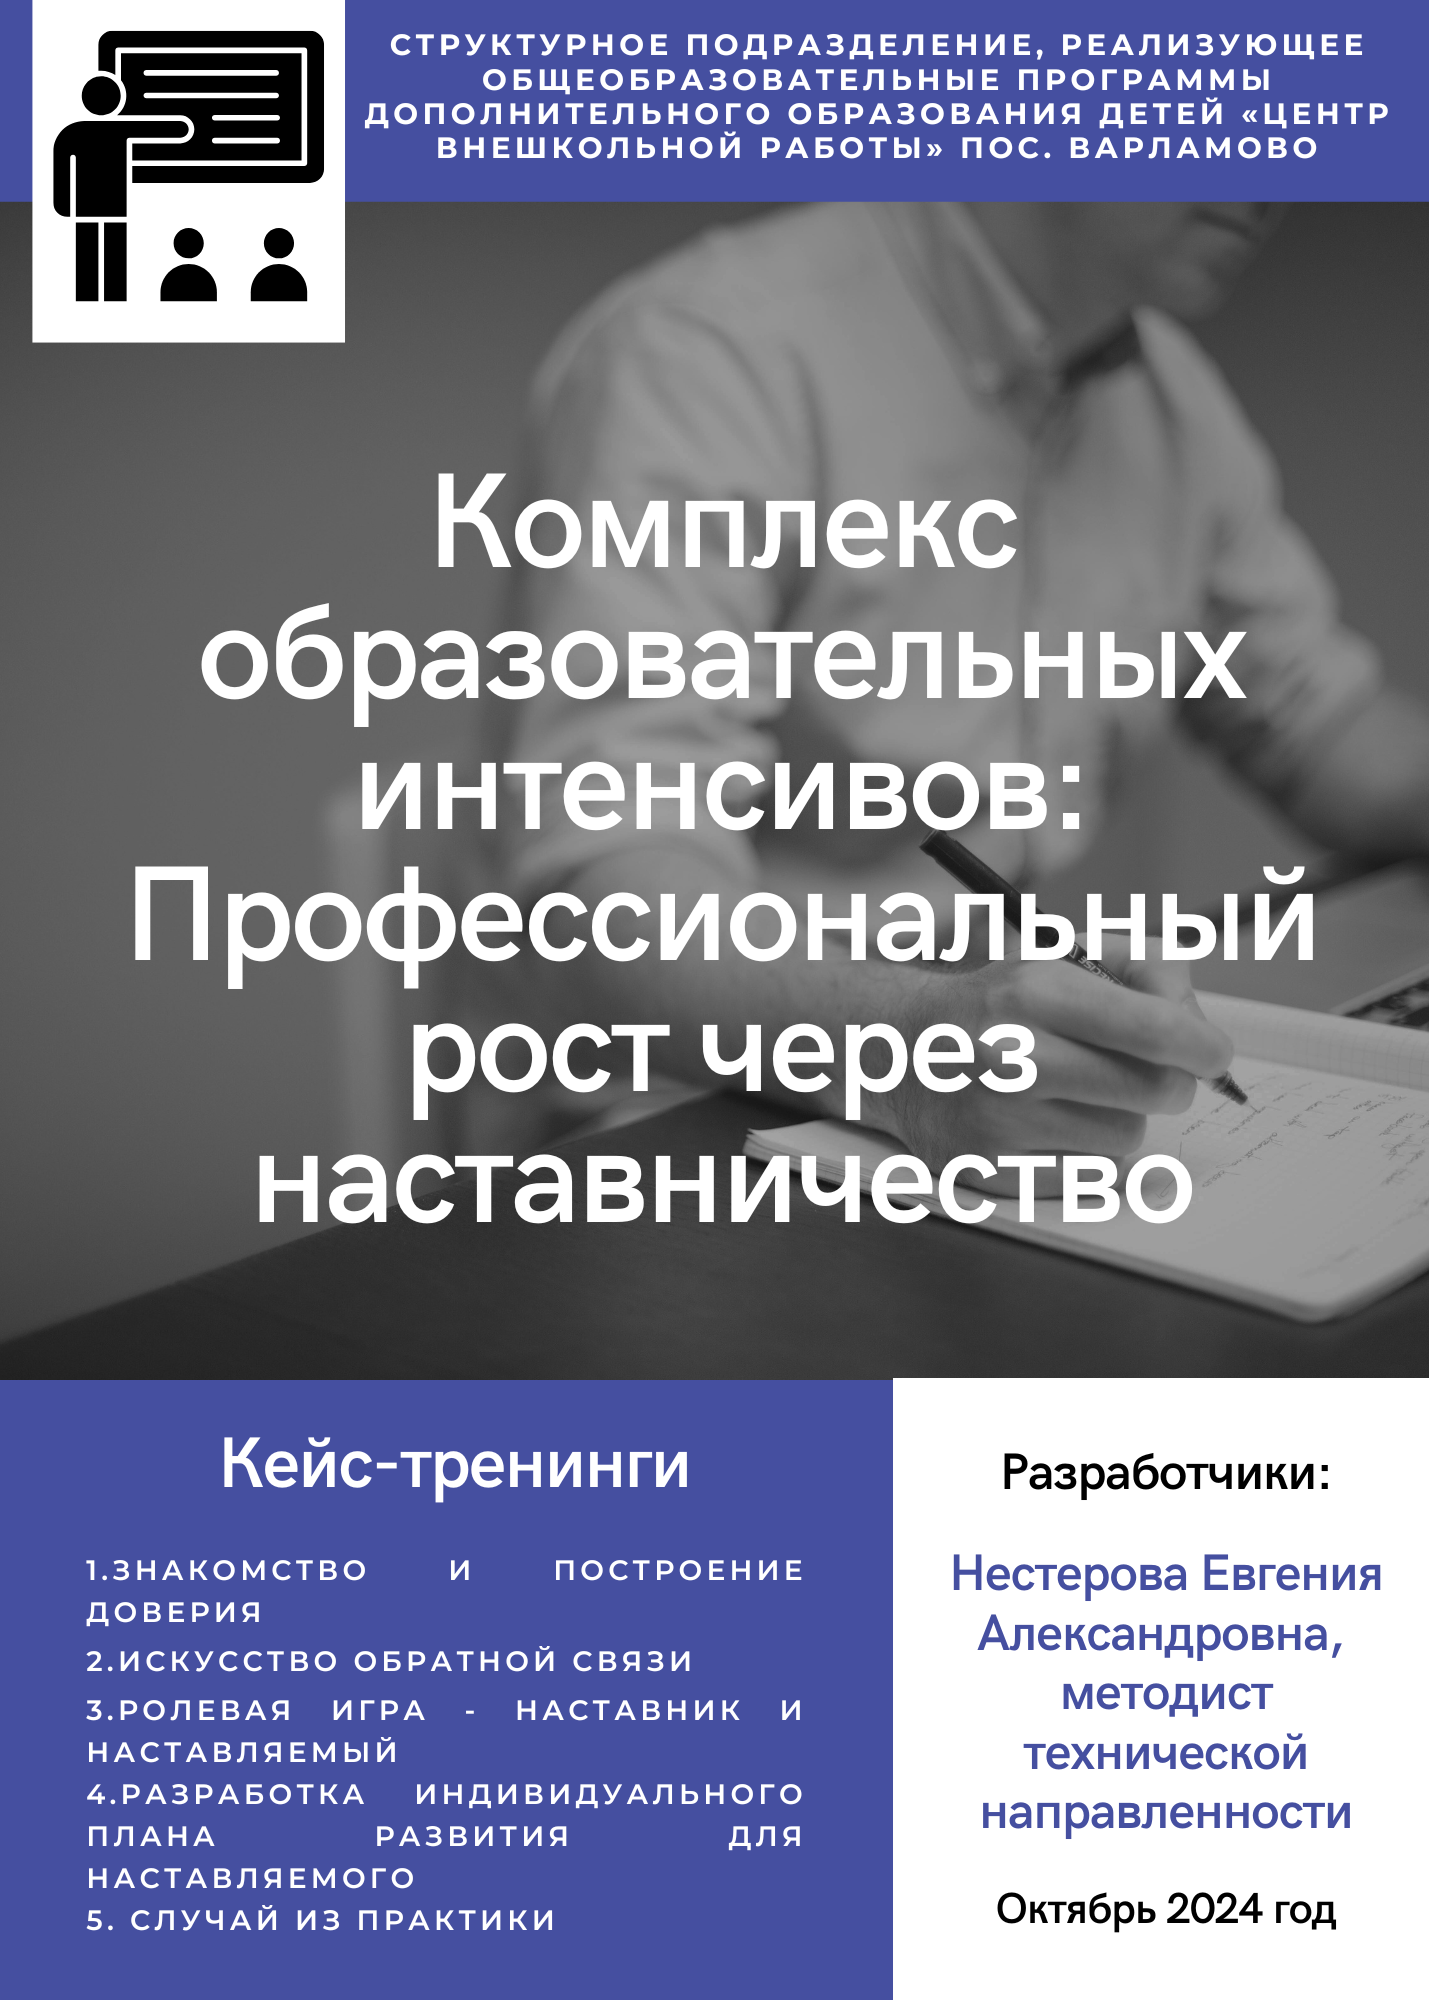 СТРУКТУРНОЕ ПОДРАЗДЕЛЕНИЕ, РЕАЛИЗУЮЩЕЕ
ОБЩЕОБРАЗОВАТЕЛЬНЫЕ ПРОГРАММЫ
ДОПОЛНИТЕЛЬНОГО ОБРАЗОВАНИЯ ДЕТЕЙ «ЦЕНТР
ВНЕШКОЛЬНОЙ РАБОТЫ» ПОС. ВАРЛАМОВО
Комплекс
образовательных
интенсивов:
Профессиональный
рост через
наставничество
Кейс-тренинги
1.ЗНАКОМСТВО И ПОСТРОЕНИЕ
ДОВЕРИЯ
2.ИСКУССТВО ОБРАТНОЙ СВЯЗИ
3.РОЛЕВАЯ ИГРА - НАСТАВНИК И
НАСТАВЛЯЕМЫЙ
4.РАЗРАБОТКА ИНДИВИДУАЛЬНОГО
ПЛАНА РАЗВИТИЯ ДЛЯ
НАСТАВЛЯЕМОГО
5. СЛУЧАЙ ИЗ ПРАКТИКИ
Разработчики:
Нестерова Евгения
Александровна,
методист
технической
направленности
Октябрь 2024 год